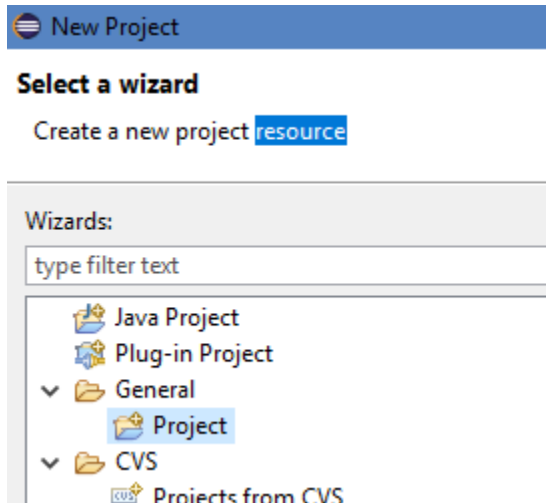 New Project
Select a wizard
Create a new project resource
Wizards:
type filter text
Java Project
Plug-in Project
General
Project
CVS
Projects from CVS